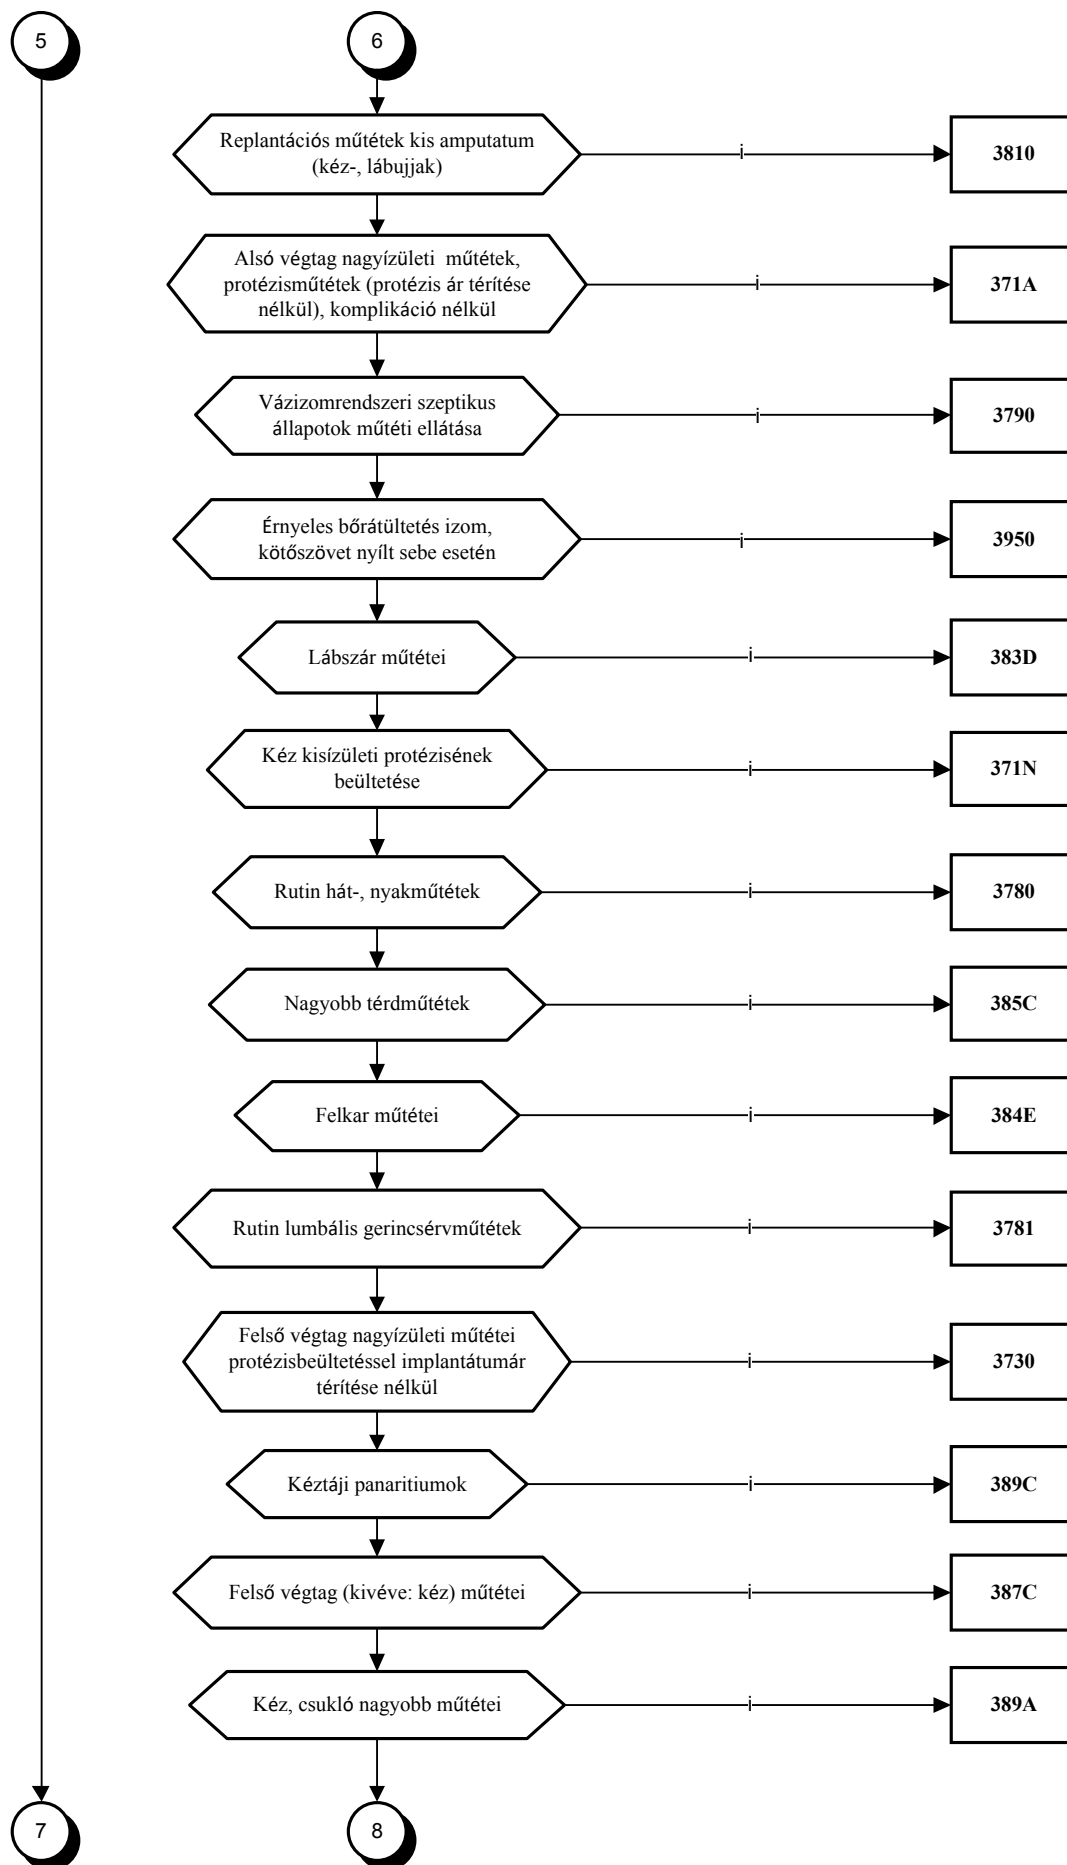 5
6
Replantációs műtétek kis amputatum
(kéz-, lábujjak)
i
3810
Alsó végtag nagyízületi műtétek,
protézisműtétek (protézis ár térítése
nélkül), komplikáció nélkül
i
371A
Vázizomrendszeri szeptikus
állapotok műtéti ellátása
i
3790
Érnyeles bőrátültetés izom,
kötőszövet nyílt sebe esetén
i
3950
Lábszár műtétei
i
383D
Kéz kisízületi protézisének
beültetése
i
371N
Rutin hát-, nyakműtétek
i
3780
Nagyobb térdműtétek
i
385C
Felkar műtétei
i
384E
Rutin lumbális gerincsérvműtétek
i
3781
Felső végtag nagyízületi műtétei
protézisbeültetéssel implantátumár
térítése nélkül
i
3730
Kéztáji panaritiumok
i
389C
Felső végtag (kivéve: kéz) műtétei
i
387C
Kéz, csukló nagyobb műtétei
i
389A
7
8